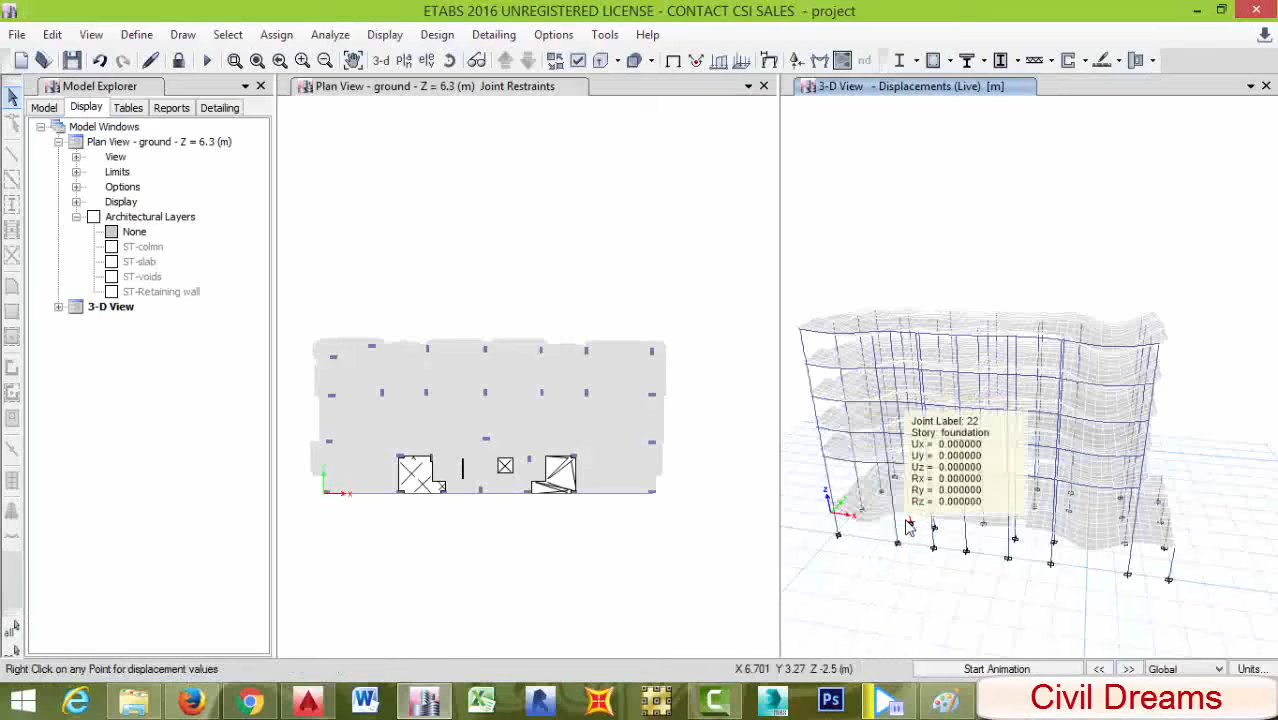 ETABS 2016 UNREGISTERED LICENSE - CONTACT CSI SALES - project
File Edit View Define Draw Select Assign Analyze Display Design Detailing Options Tools Help
3-d nd
Model Explorer
Plan View - ground - Z = 6.3 (m) Joint Restraints
3-D View - Displacements (Live) [m]
Model Display Tables Reports Detailing
Model Windows
Plan View - ground - Z = 6.3 (m)
View
Limits
Options
Display
Architectural Layers
None
ST-colmn
ST-slab
ST-voids
ST-Retaining wall
3-D View
Joint Label: 22
Story: foundation
Ux = 0.000000
Uy = 0.000000
Uz = 0.000000
Rx = 0.000000
Ry = 0.000000
Rz = 0.000000
X
Z
X
all
Right Click on any Point for displacement values
X 6.701 Y 3.27 Z -2.5 (m)
Start Animation << >> Global Units...
Ps
Civil Dreams